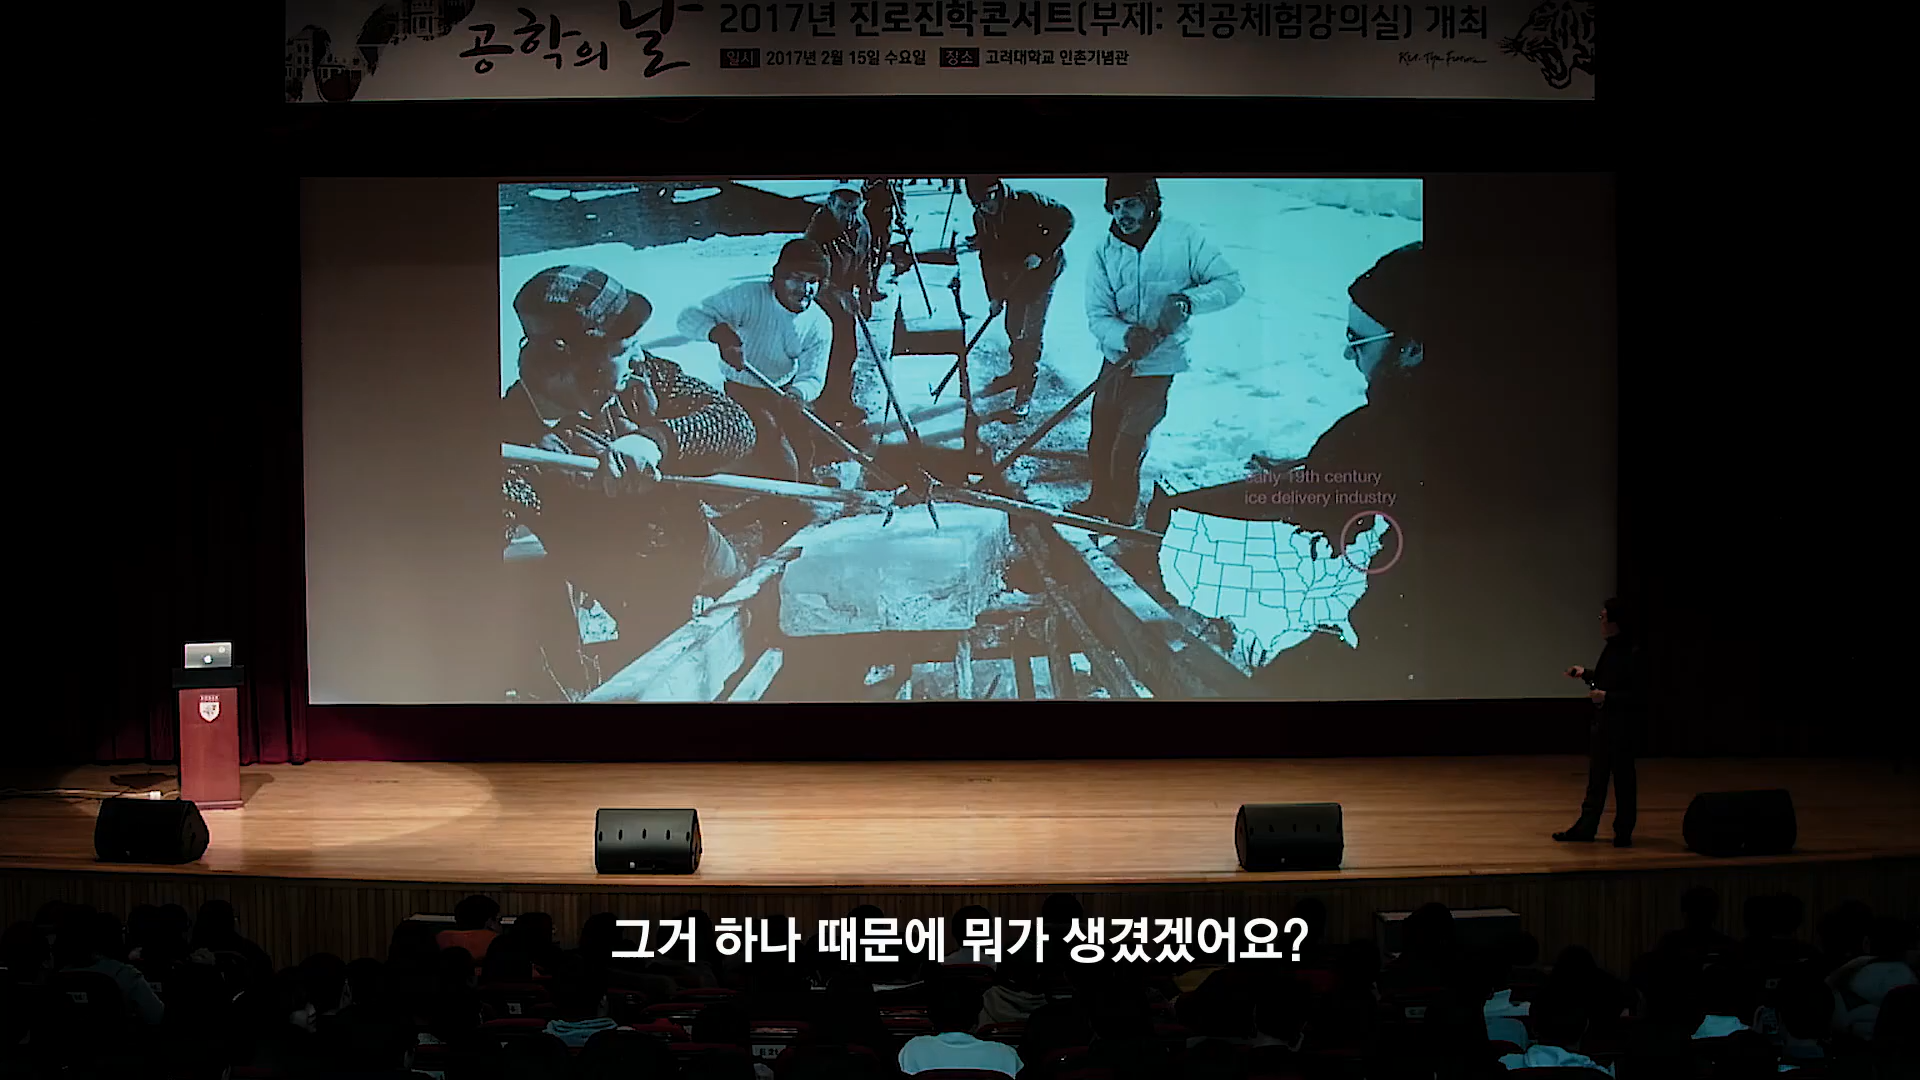 공학의 날
2017년 진로진학콘서트(부제: 전공체험강의실) 개최
일시 2017년 2월 15일 수요일 장소 고려대학교 인촌기념관
early 19th century
ice delivery industry
그거 하나 때문에 뭐가 생겼겠어요?